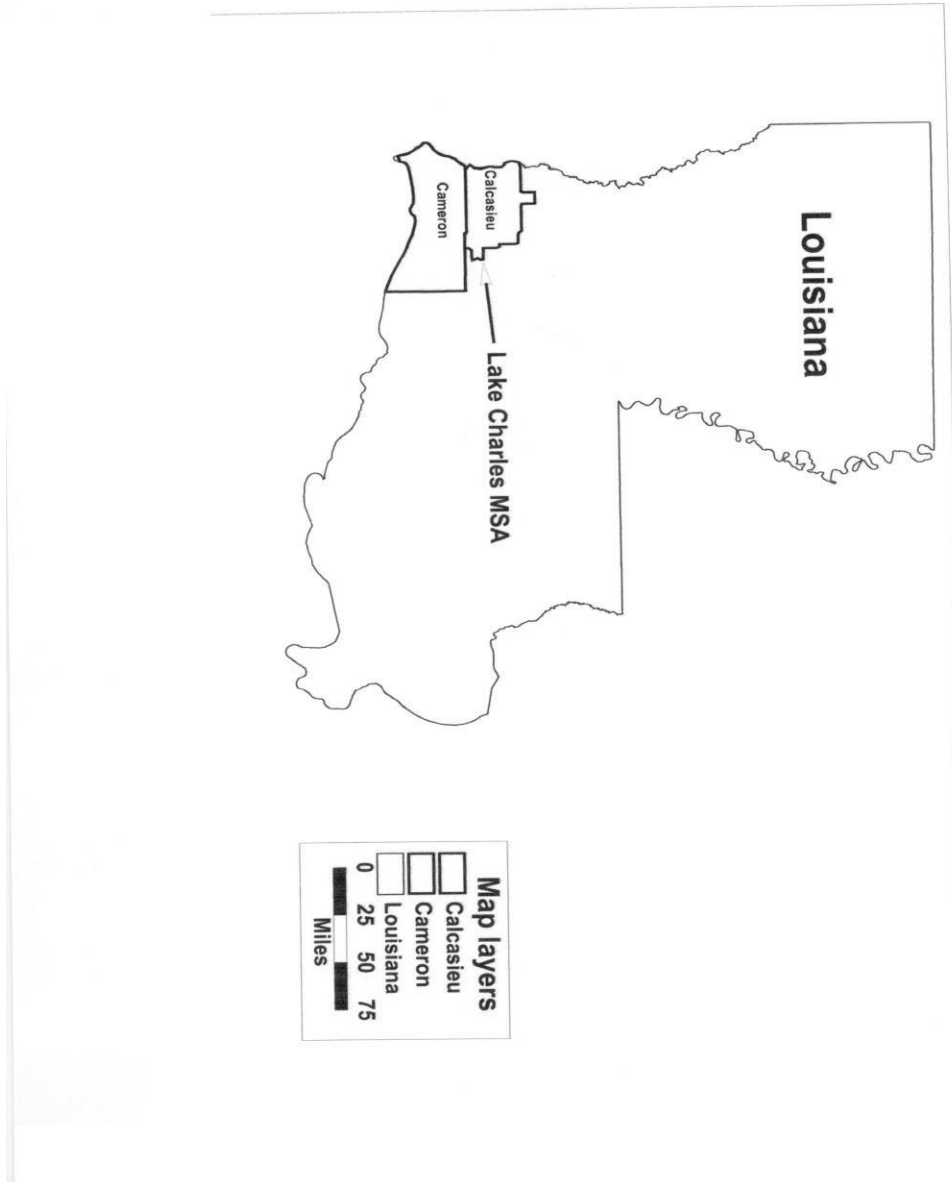 Louisiana
Calcasieu
Cameron
Lake Charles MSA
Map layers
Calcasieu
Cameron
Louisiana
0 25 50 75
Miles